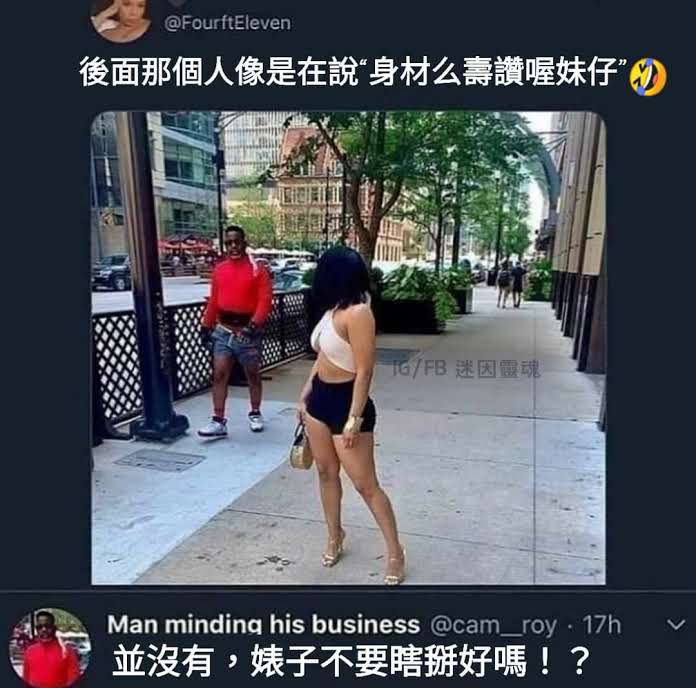 @FourftEleven
後面那個人像是在說“身材么壽讚喔妹仔”🤣
IG/FB 迷因靈魂
Man minding his business @cam__roy · 17h
並沒有，婊子不要瞎掰好嗎！？